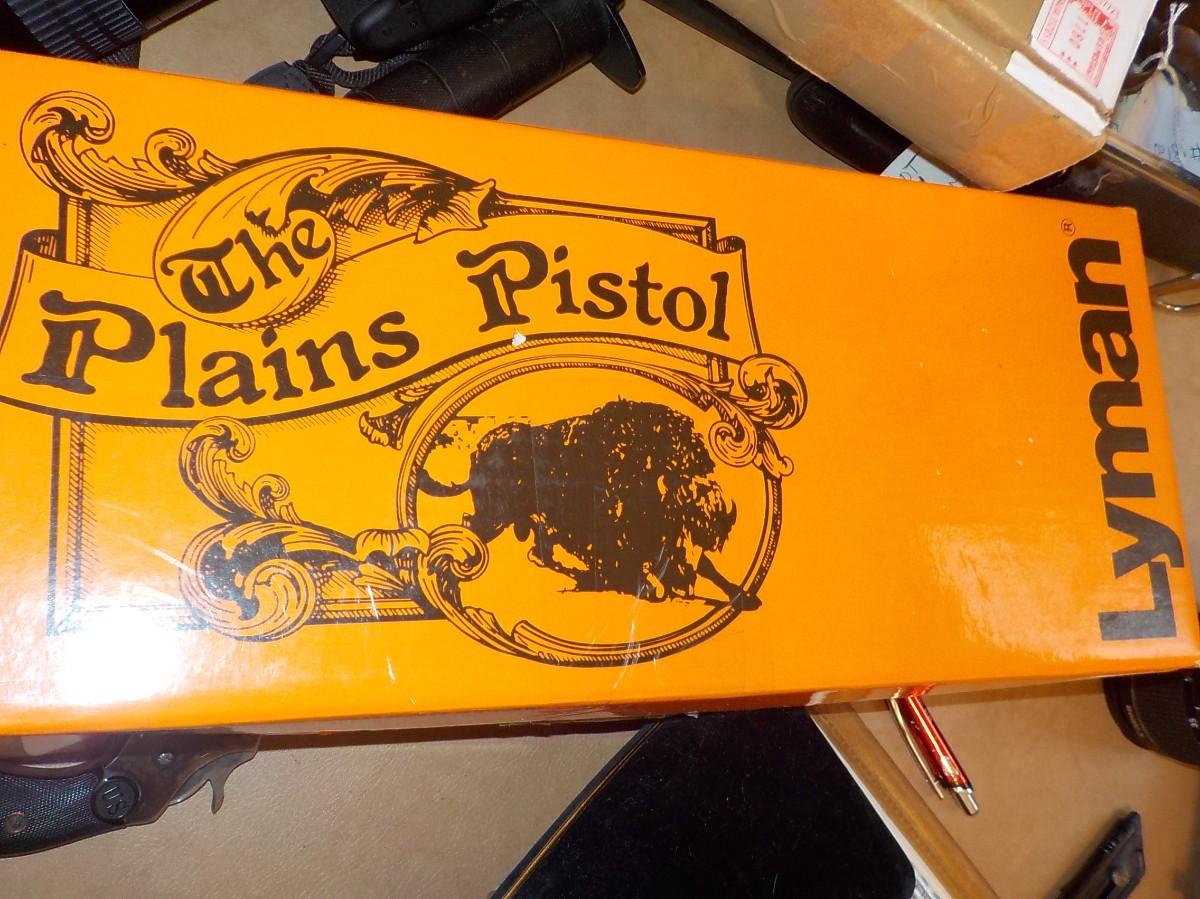 The
Plains Pistol
Lyman®